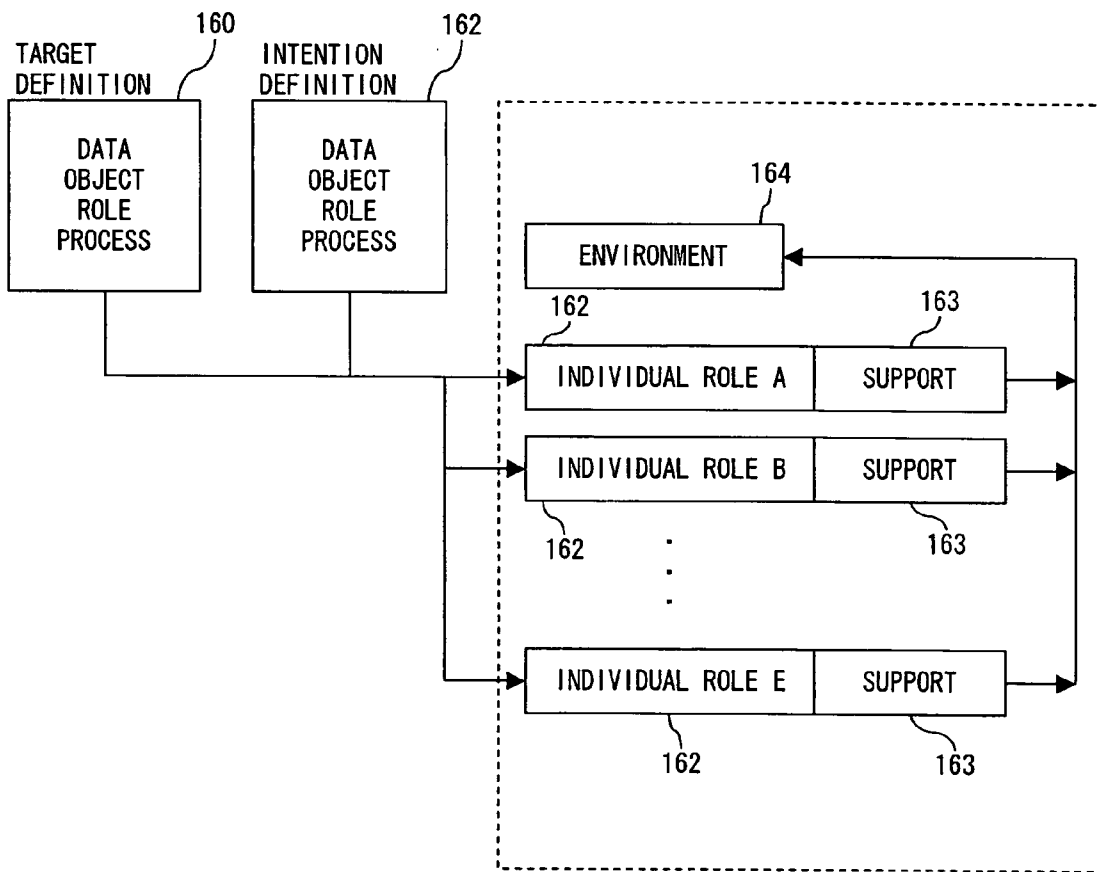 160
TARGET
DEFINITION
DATA
OBJECT
ROLE
PROCESS
162
INTENTION
DEFINITION
DATA
OBJECT
ROLE
PROCESS
164
ENVIRONMENT
162
163
INDIVIDUAL ROLE A
SUPPORT
INDIVIDUAL ROLE B
SUPPORT
162
163
INDIVIDUAL ROLE E
SUPPORT
162
163